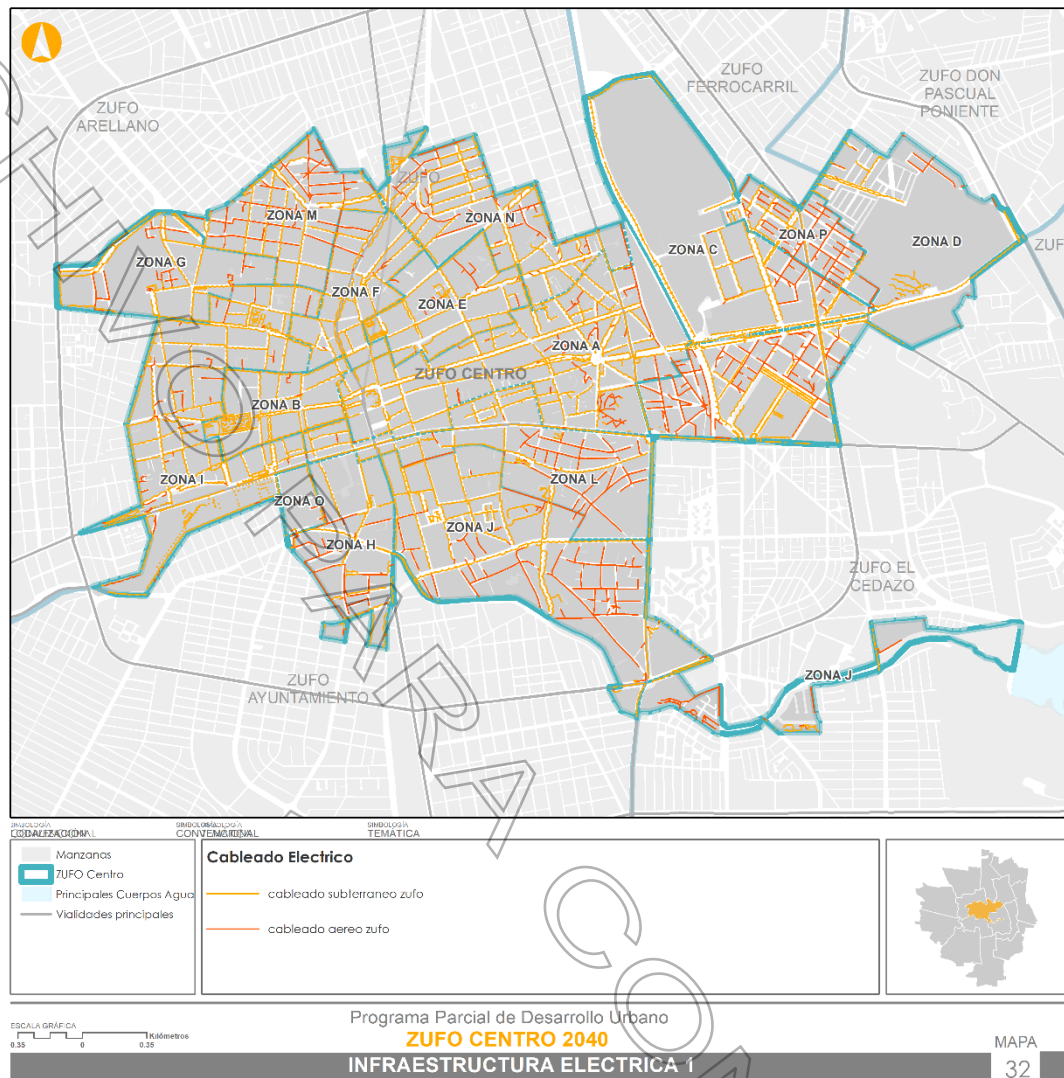 ZUFO
FERROCARRIL
ZUFO DON
PASCUAL
PONIENTE
ZUFO
ARELLANO
ZUFO
ZONA M
ZONA N
ZONA P
ZONA D
ZUF
ZONA C
ZONA G
ZONA F
ZONA E
ZONA A
ZUFO CENTRO
ZONA B
ZONA I
ZONA L
ZONA O
ZONA J
ZONA H
ZUFO EL
CEDAZO
ZUFO
AYUNTAMIENTO
ZONA J
CONSULTA PUBLICA
SIMBOLOGÍA
TEMÁTICA
Manzanas
ZUFO Centro
Principales Cuerpos Agua
Vialidades principales
Cableado Electrico
cableado subterraneo zufo
cableado aereo zufo
ESCALA GRÁFICA
Kilómetros
0.35 0 0.35
Programa Parcial de Desarrollo Urbano
ZUFO CENTRO 2040
INFRAESTRUCTURA ELECTRICA 1
MAPA
32